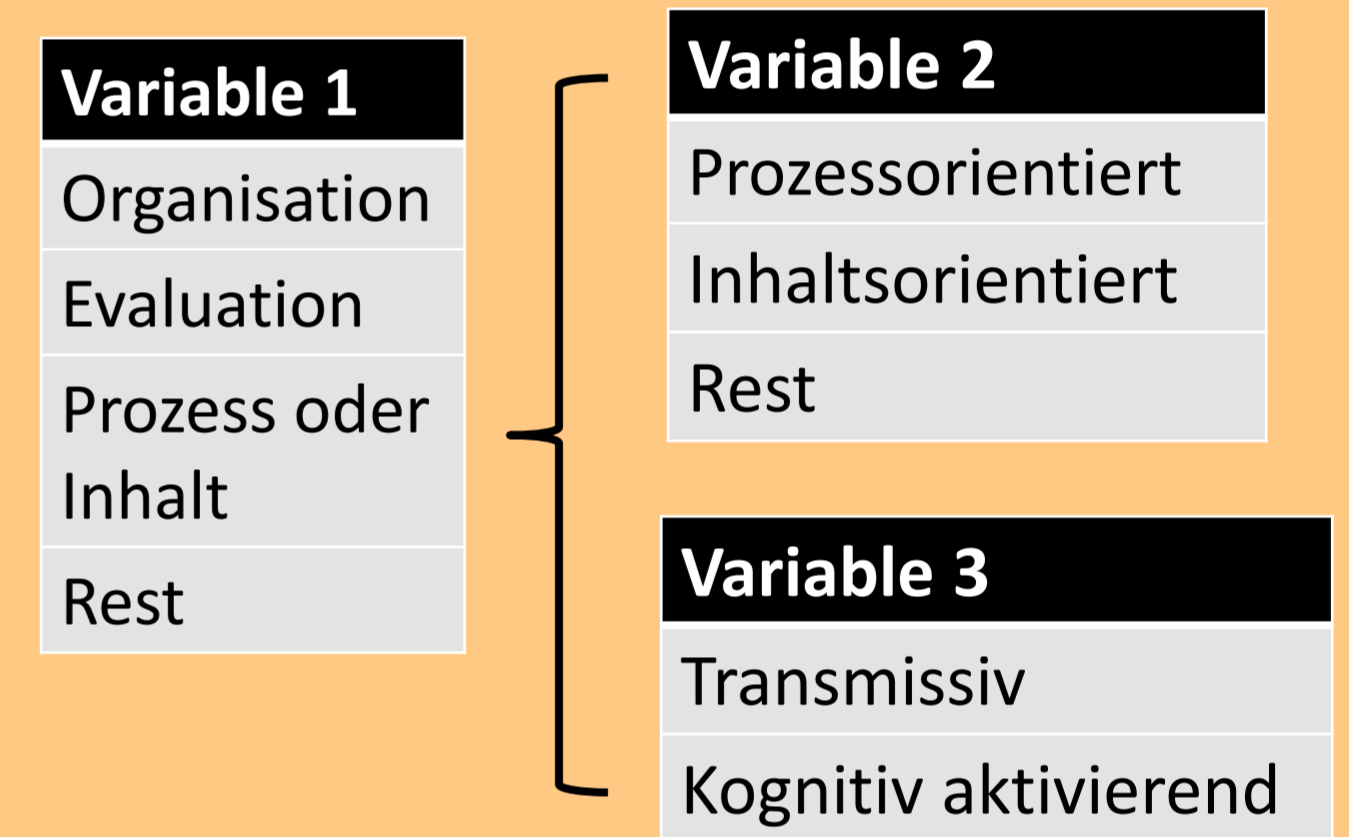 Variable 1
Organisation
Evaluation
Prozess oder
Inhalt
Rest
Variable 2
Prozessorientiert
Inhaltsorientiert
Rest
Variable 3
Transmissiv
Kognitiv aktivierend